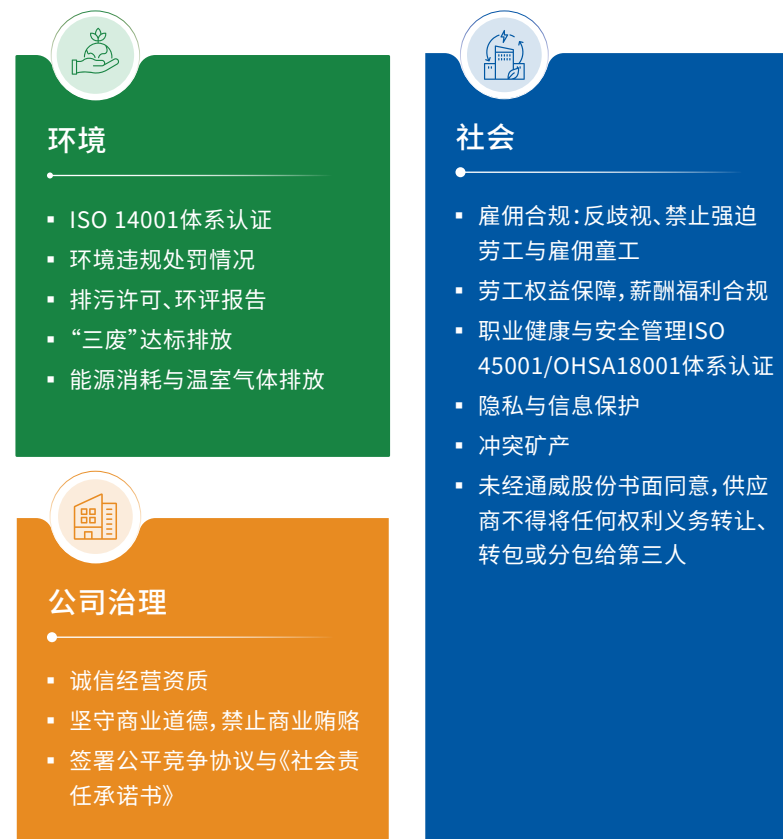 环境
▪ ISO 14001体系认证
▪ 环境违规处罚情况
▪ 排污许可、环评报告
▪ “三废”达标排放
▪ 能源消耗与温室气体排放
公司治理
▪ 诚信经营资质
▪ 坚守商业道德，禁止商业贿赂
▪ 签署公平竞争协议与《社会责
任承诺书》
社会
▪ 雇佣合规：反歧视、禁止强迫
劳工与雇佣童工
▪ 劳工权益保障，薪酬福利合规
▪ 职业健康与安全管理ISO
45001/OHSA18001体系认证
▪ 隐私与信息保护
▪ 冲突矿产
▪ 未经通威股份书面同意，供应
商不得将任何权利义务转让、
转包或分包给第三人